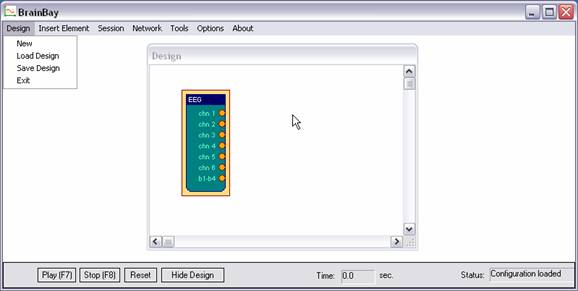 BrainBay
Design Insert Element Session Network Tools Options About
New
Load Design
Save Design
Exit
Design
EEG
chn 1
chn 2
chn 3
chn 4
chn 5
chn 6
b1-b4
Play (F7) Stop (F8) Reset Hide Design Time: 0.0 sec. Status: Configuration loaded